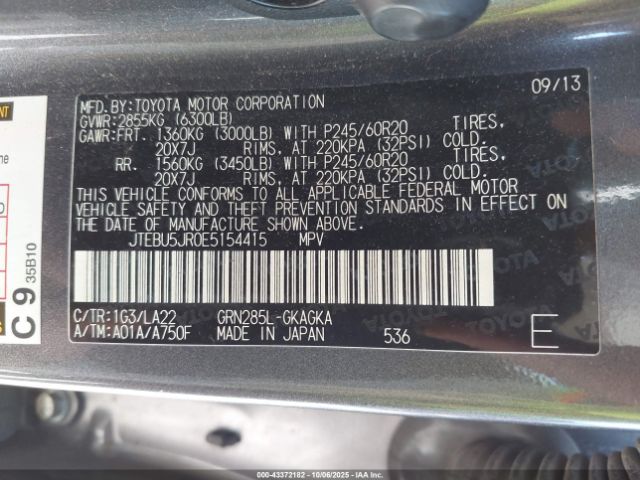 09/13
MFD.BY:TOYOTA MOTOR CORPORATION
GVWR:2855KG (6300LB)
GAWR:FRT. 1360KG (3000LB) WITH P245/60R20 TIRES,
20X7J RIMS, AT 220KPA (32PSI) COLD.
RR. 1560KG (3450LB) WITH P245/60R20 TIRES,
20X7J RIMS, AT 220KPA (32PSI) COLD.
THIS VEHICLE CONFORMS TO ALL APPLICABLE FEDERAL MOTOR
VEHICLE SAFETY AND THEFT PREVENTION STANDARDS IN EFFECT ON
THE DATE OF MANUFACTURE SHOWN ABOVE.
JTEBU5JR0E5154415 MPV
C/TR:1G3/LA22 GRN285L-GKAGKA
A/TM:A01A/A750F MADE IN JAPAN 536 E
C 9 35B10
000-43372182 - 10/06/2025 - IAA Inc.